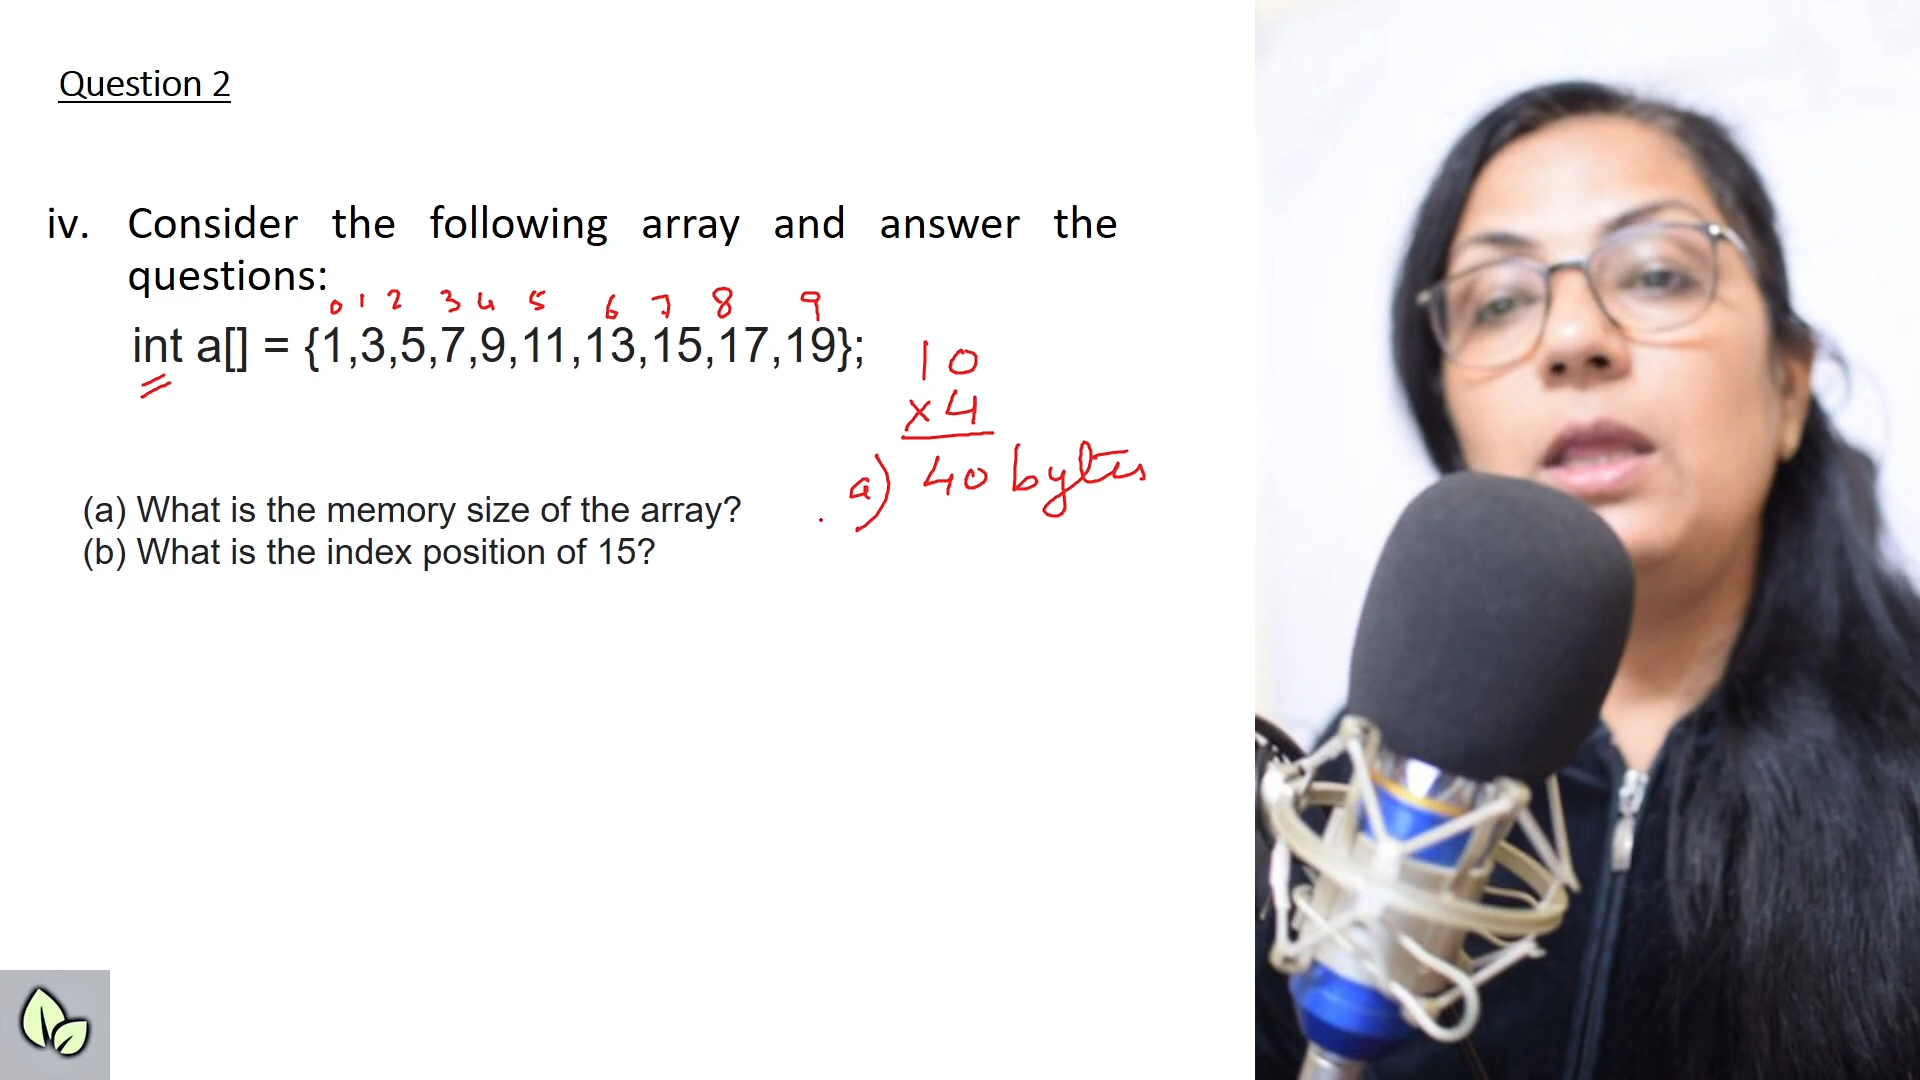 Question 2
iv. Consider the following array and answer the
questions:
0 1 2 3 4 5 6 7 8 9
int a[] = {1,3,5,7,9,11,13,15,17,19};
10
x 4
a) 40 bytes
(a) What is the memory size of the array?
(b) What is the index position of 15?